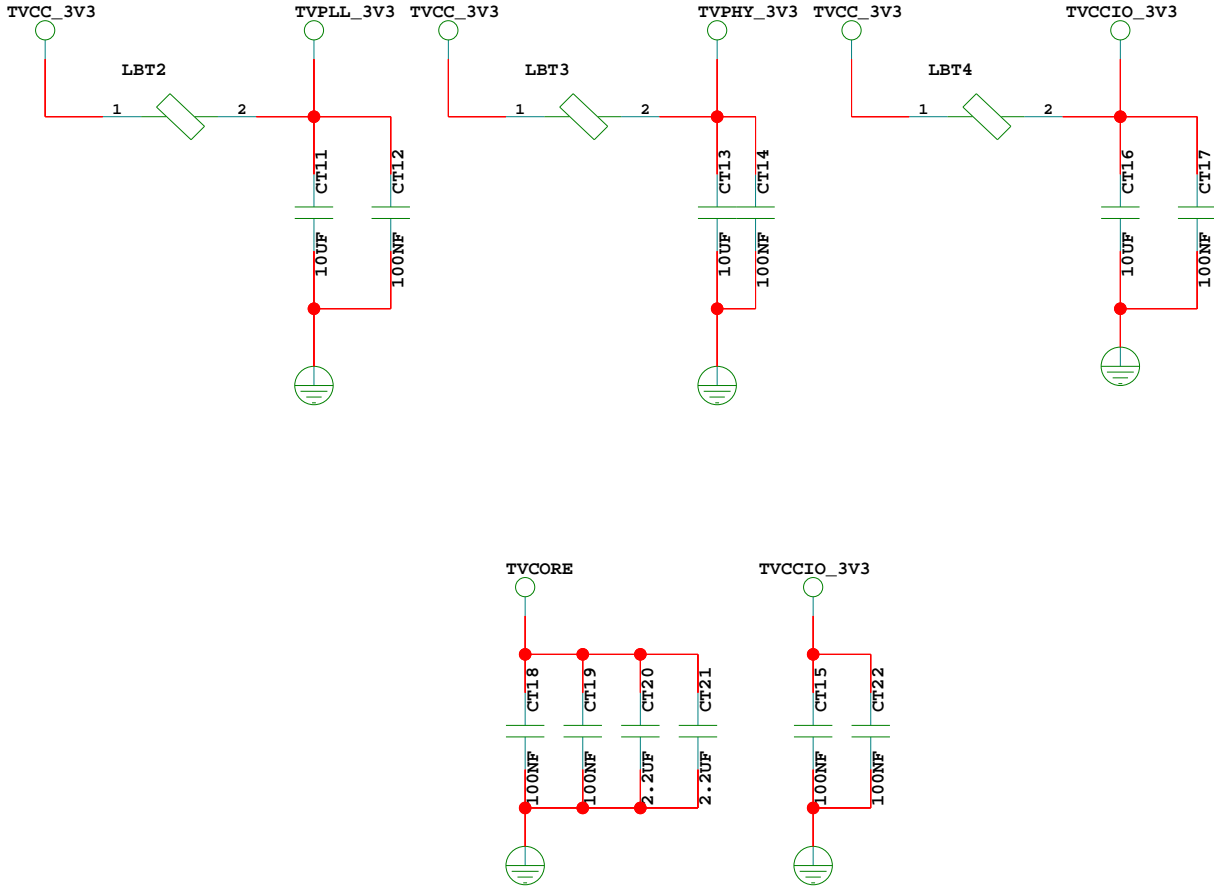 TVCC_3V3
TVPLL_3V3
TVCC_3V3
TVPHY_3V3
TVCC_3V3
TVCCIO_3V3
LBT2
LBT3
LBT4
1
2
1
2
1
2
CT11
CT12
CT13
CT14
CT16
CT17
10UF
100NF
10UF
100NF
10UF
100NF
TVCORE
TVCCIO_3V3
CT18
CT19
CT20
CT21
CT15
CT22
100NF
100NF
2.2UF
2.2UF
100NF
100NF